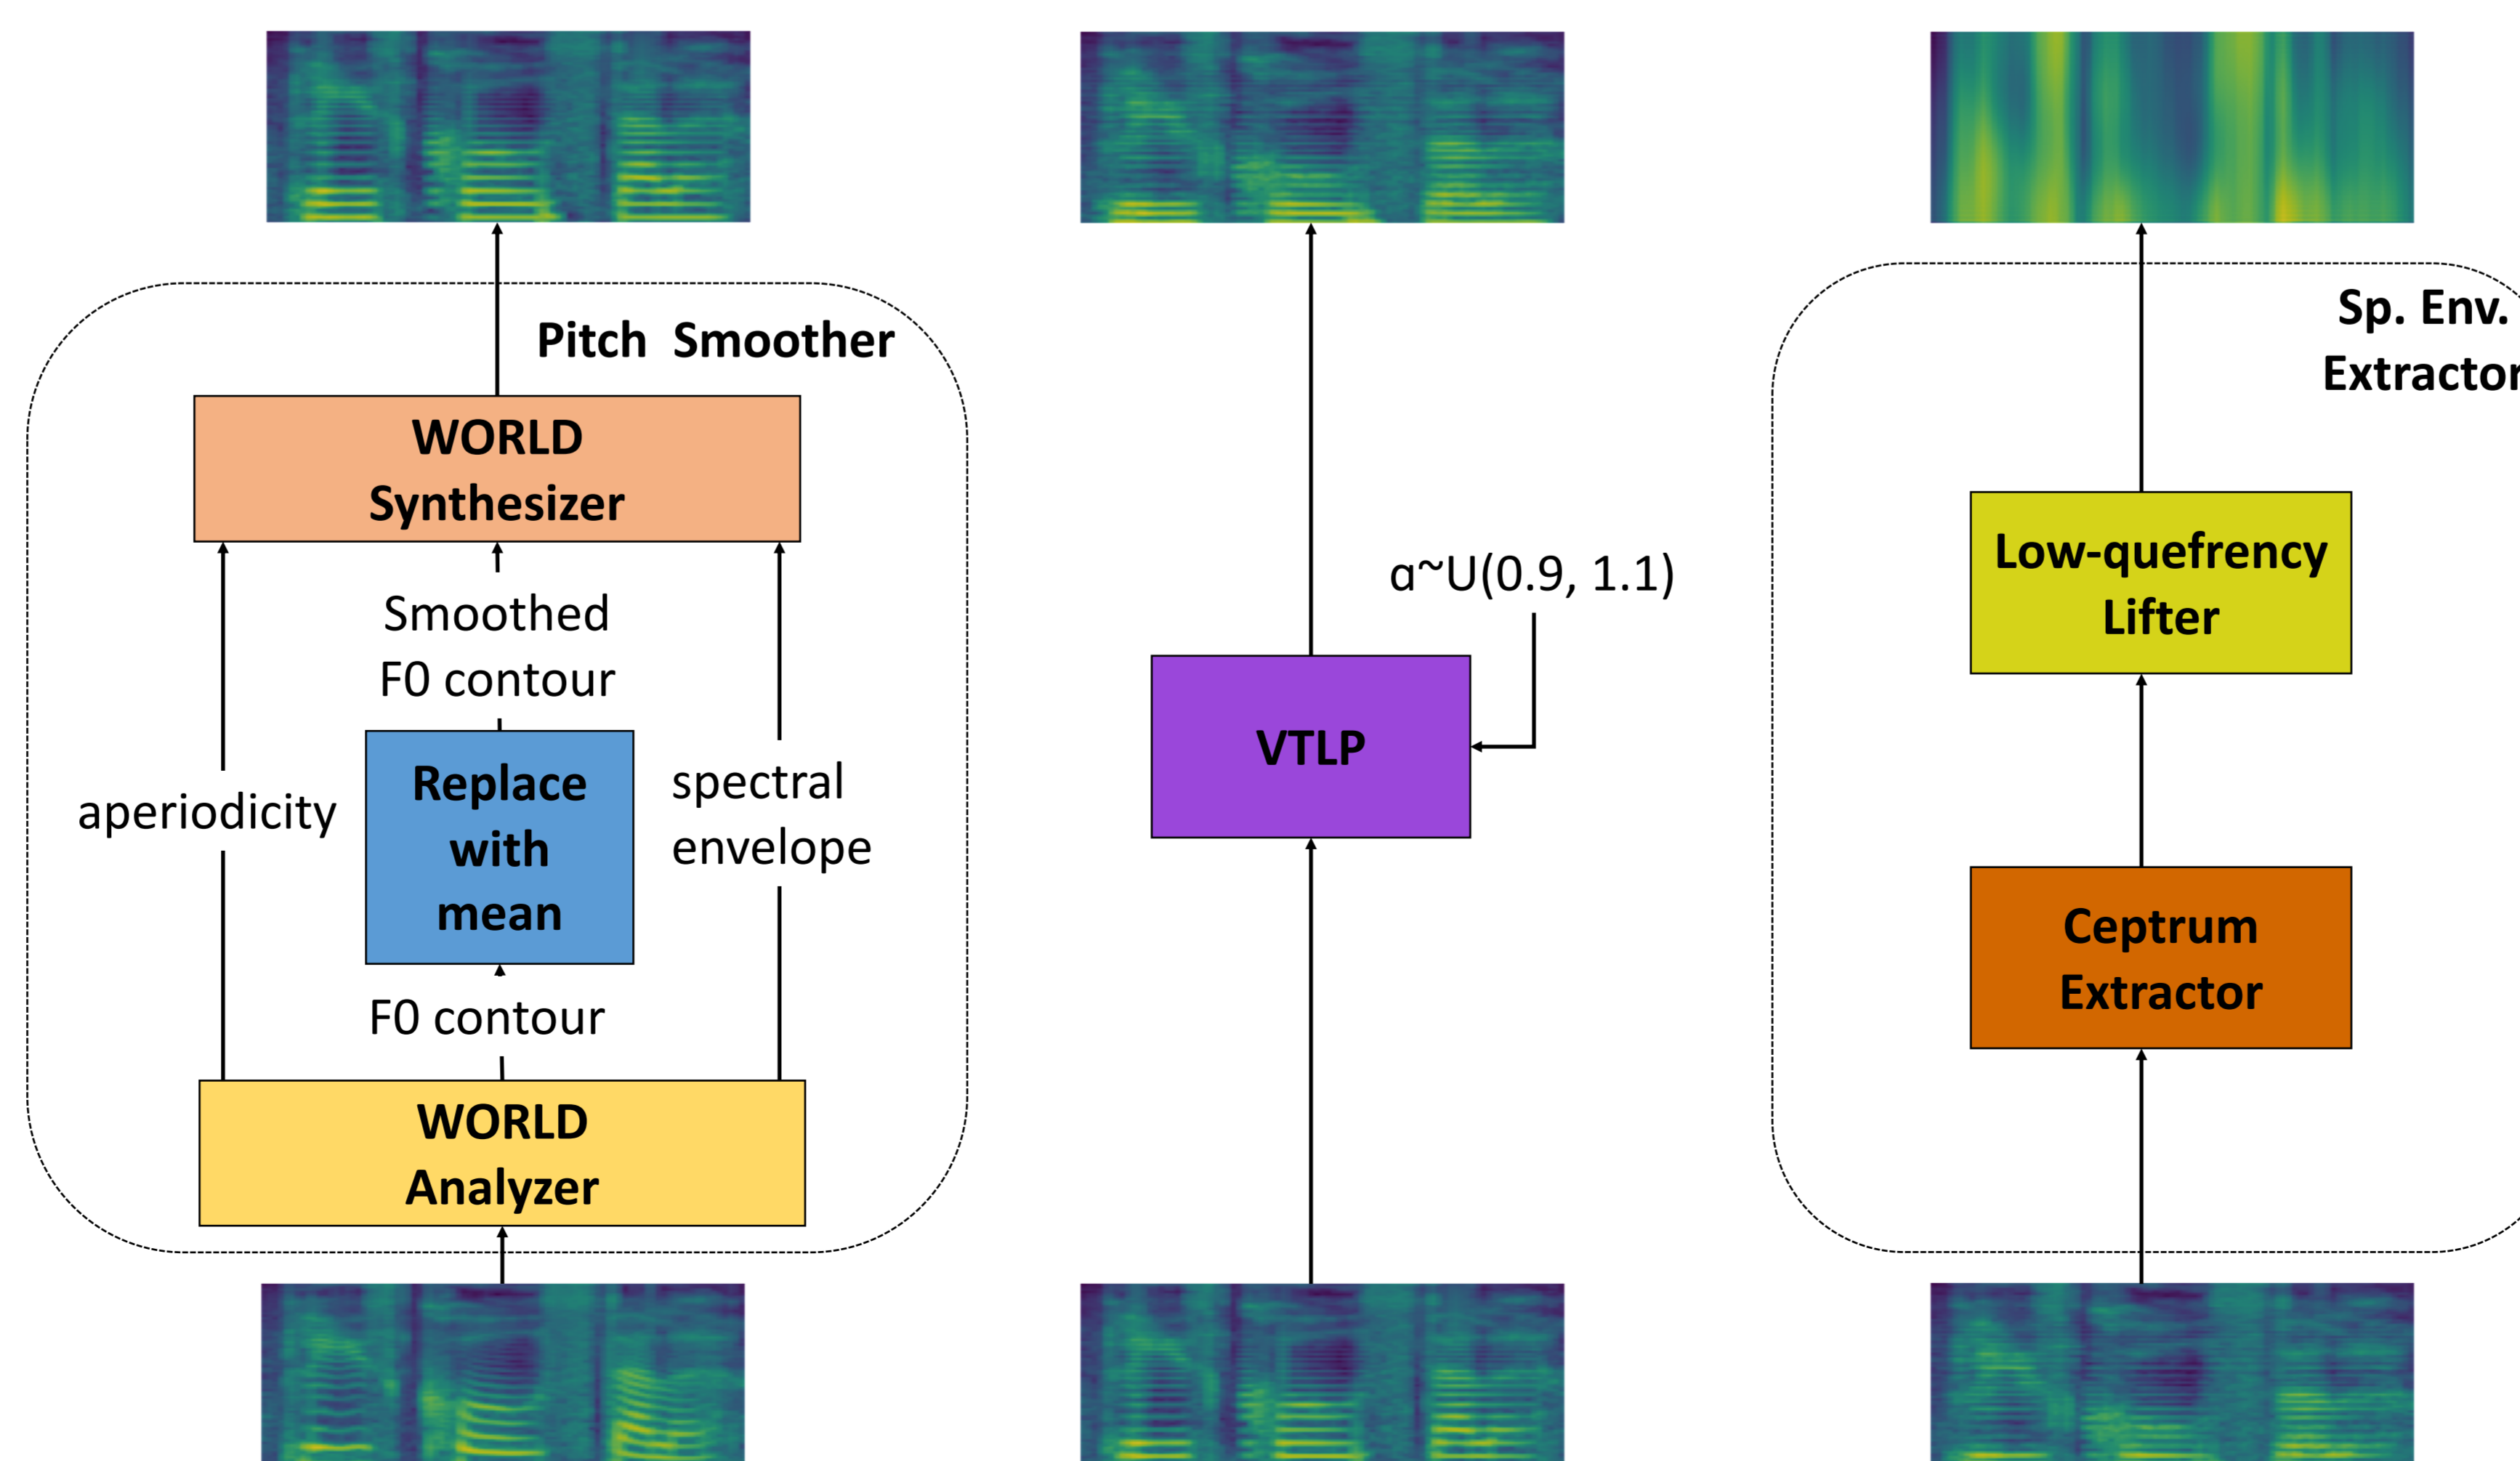 Pitch Smoother
WORLD
Synthesizer
Smoothed
F0 contour
aperiodicity
Replace
with
mean
spectral
envelope
F0 contour
WORLD
Analyzer
α~U(0.9, 1.1)
VTLP
Sp. Env.
Extractor
Low-quefrency
Lifter
Ceptrum
Extractor